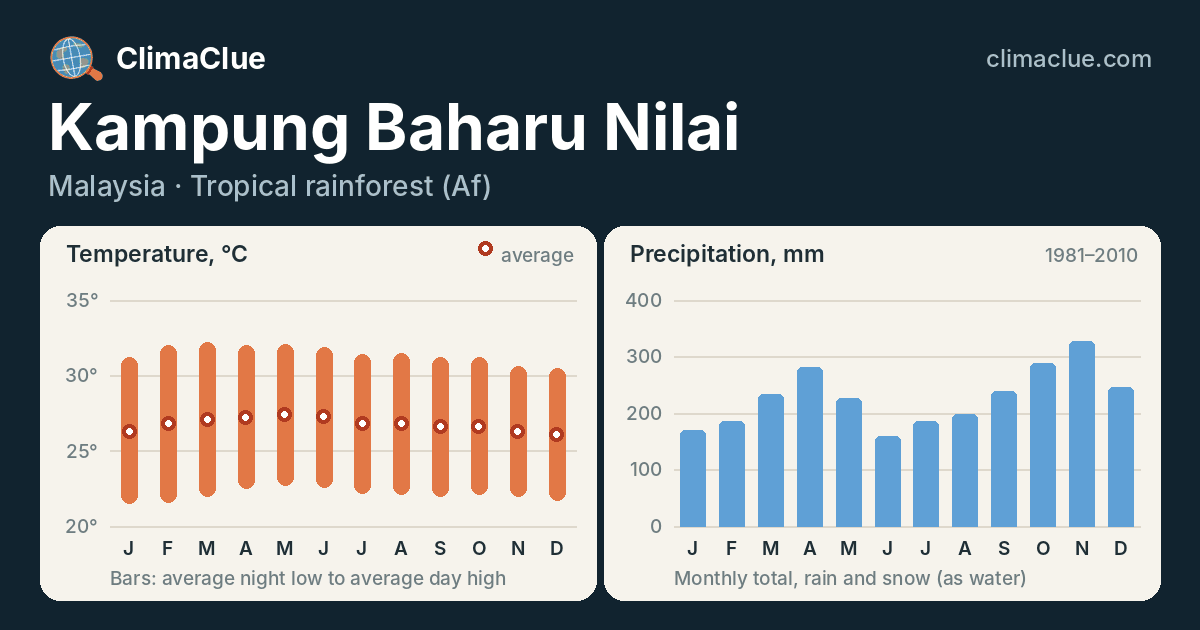 ClimaClue
climaclue.com
Kampung Baharu Nilai
Malaysia · Tropical rainforest (Af)
Temperature, °C
average
35°
30°
25°
20°
J F M A M J J A S O N D
Bars: average night low to average day high
Precipitation, mm
1981–2010
400
300
200
100
0
J F M A M J J A S O N D
Monthly total, rain and snow (as water)